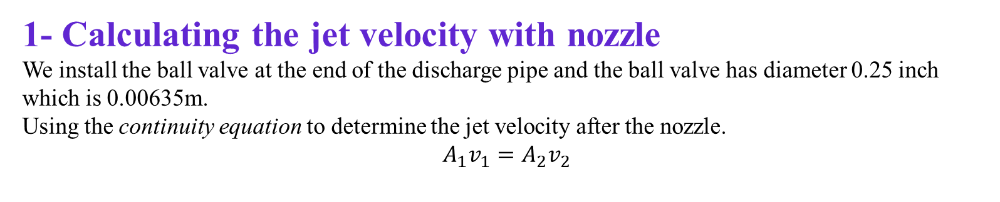 1- Calculating the jet velocity with nozzle
We install the ball valve at the end of the discharge pipe and the ball valve has diameter 0.25 inch
which is 0.00635m.
Using the continuity equation to determine the jet velocity after the nozzle.
A₁v₁ = A₂v₂